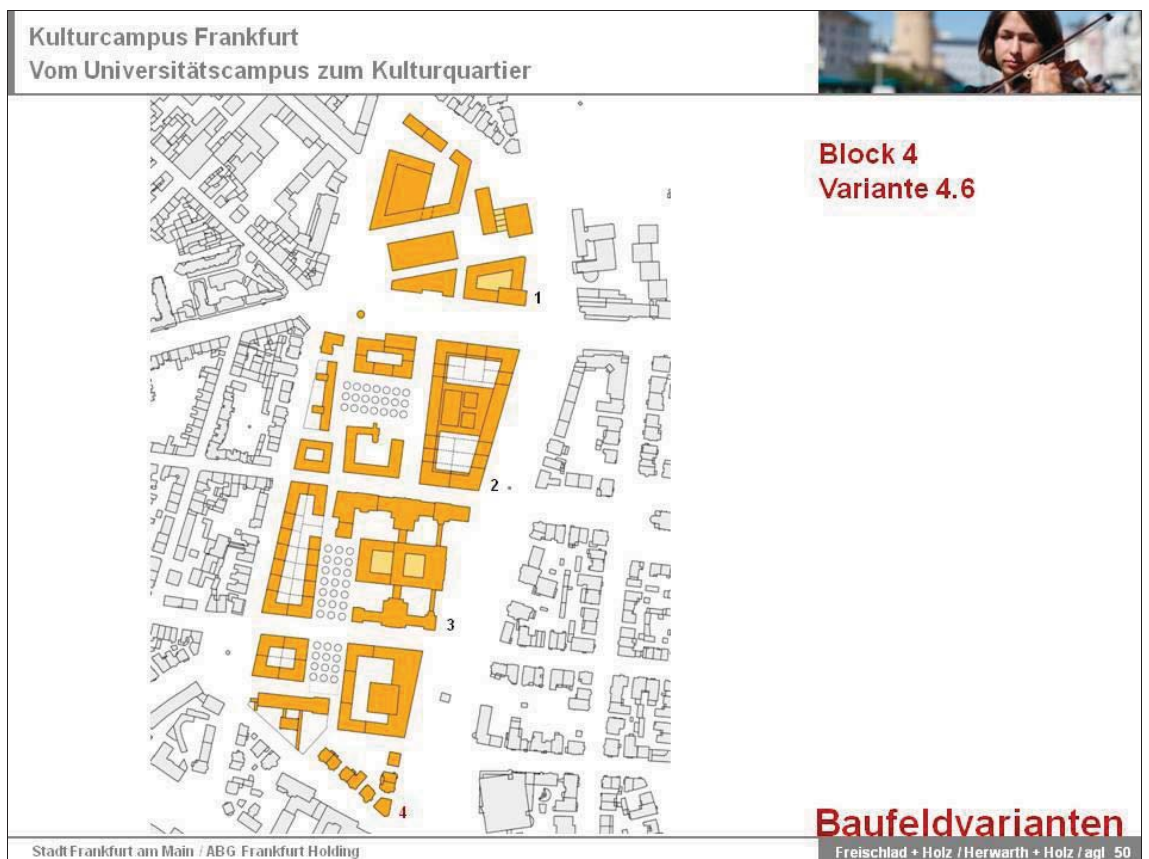 Kulturcampus Frankfurt
Vom Universitätscampus zum Kulturquartier
Block 4
Variante 4.6
1
2
3
4
Baufeldvarianten
Stadt Frankfurt am Main / ABG Frankfurt Holding
Freischlad + Holz / Herwarth + Holz / agl 50